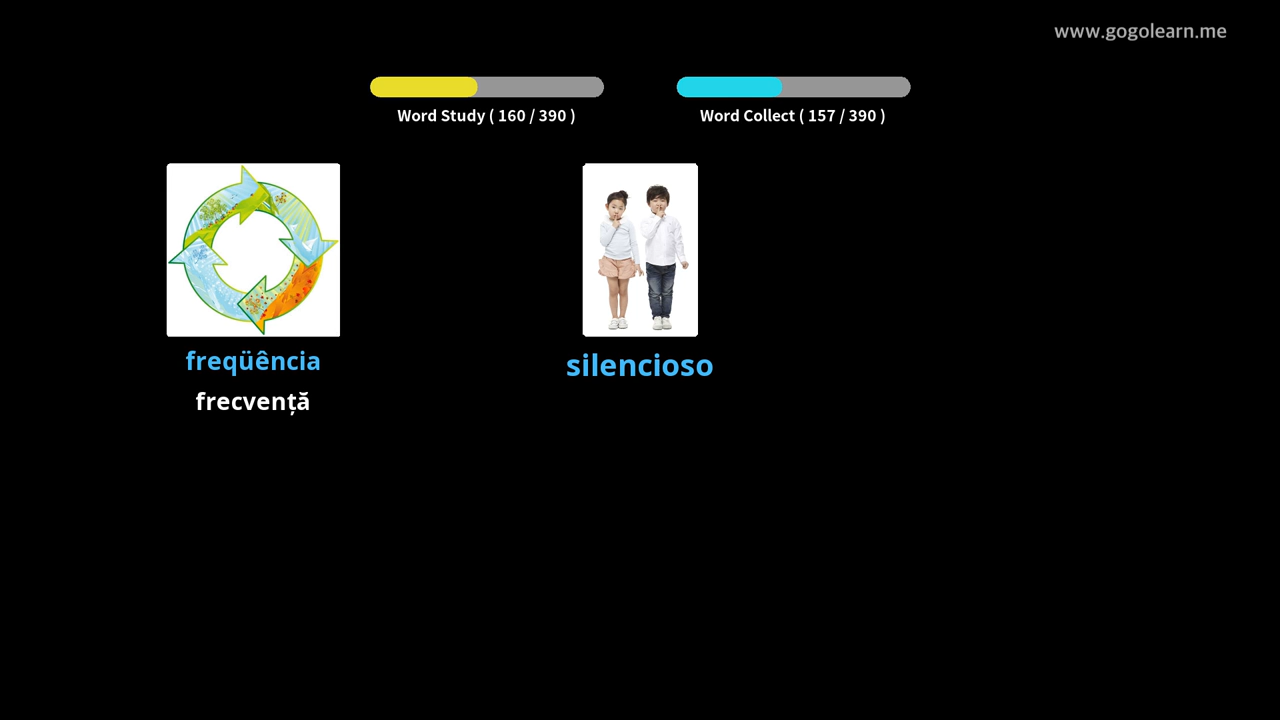 www.gogolearn.me
Word Study ( 160 / 390 )
Word Collect ( 157 / 390 )
freqüência
frecvență
silencioso